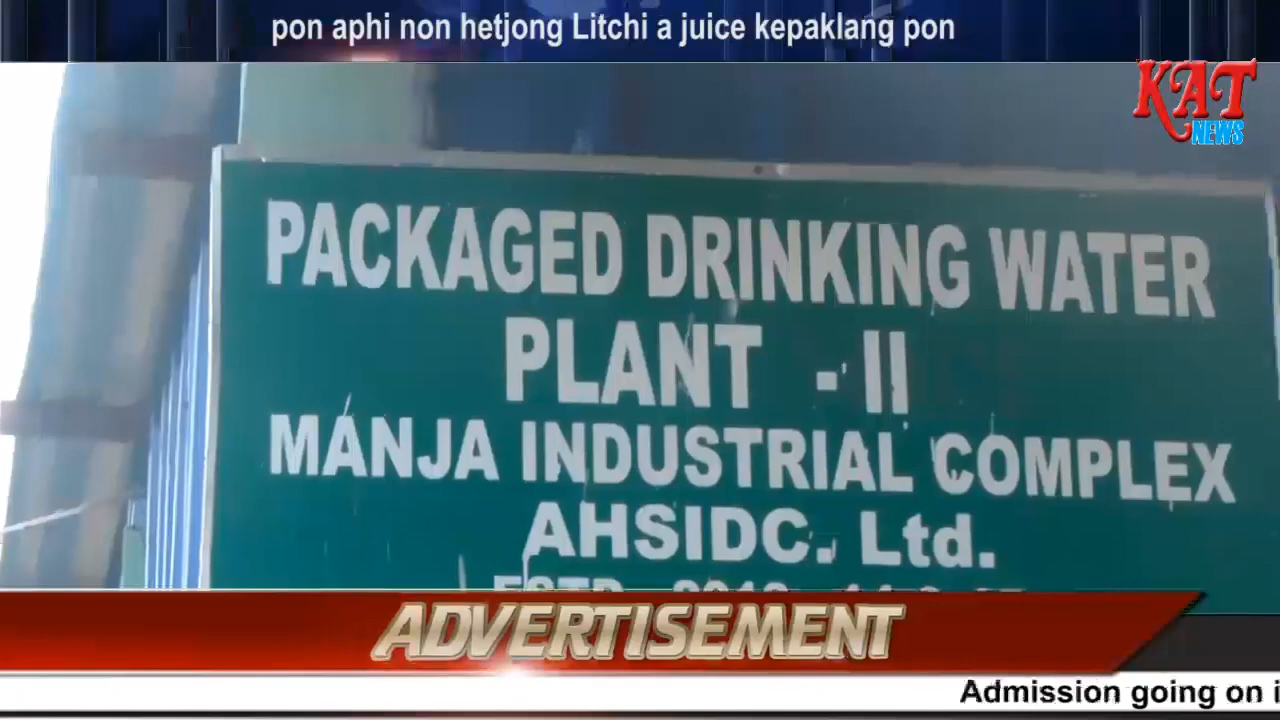 pon aphi non hetjong Litchi a juice kepaklang pon
KAT
NEWS
PACKAGED DRINKING WATER
PLANT - II
MANJA INDUSTRIAL COMPLEX
AHSIDC. Ltd.
ADVERTISEMENT
Admission going on